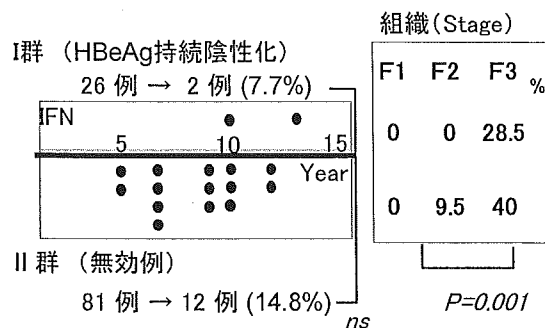 組織(Stage)
I群 (HBeAg持続陰性化)
26 例 → 2 例 (7.7%)
F1 F2 F3 %
IFN
0 0 28.5
5 10 15
Year
0 9.5 40
II 群 (無効例)
81 例 → 12 例 (14.8%)
ns
P=0.001